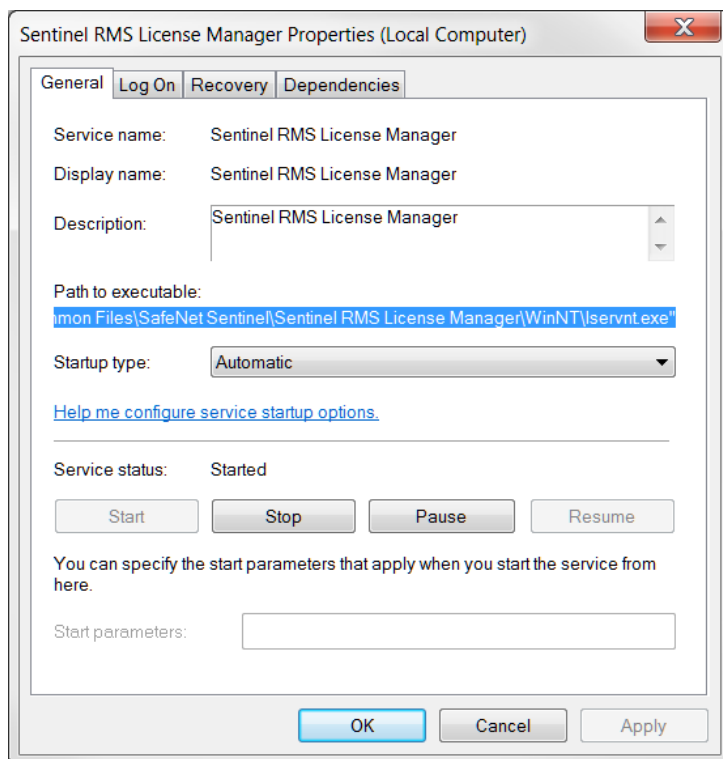 Sentinel RMS License Manager Properties (Local Computer)
General Log On Recovery Dependencies
Service name: Sentinel RMS License Manager
Display name: Sentinel RMS License Manager
Description: Sentinel RMS License Manager
Path to executable:
mon Files\SafeNet Sentinel\Sentinel RMS License Manager\WinNT\lservnt.exe"
Startup type: Automatic
Help me configure service startup options.
Service status: Started
Start Stop Pause Resume
You can specify the start parameters that apply when you start the service from
here.
Start parameters:
OK Cancel Apply